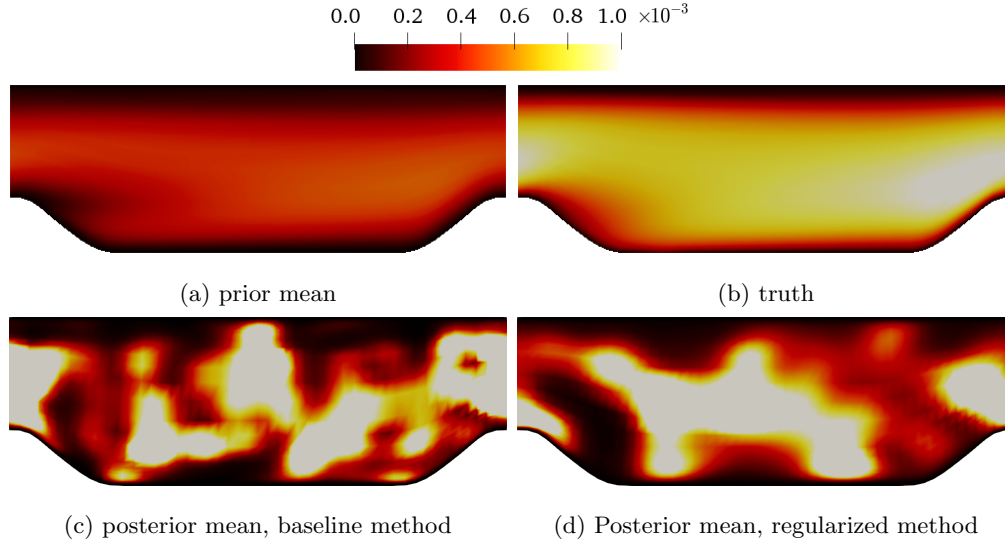 0.0 0.2 0.4 0.6 0.8 1.0 ×10⁻³
(a) prior mean
(b) truth
(c) posterior mean, baseline method
(d) Posterior mean, regularized method